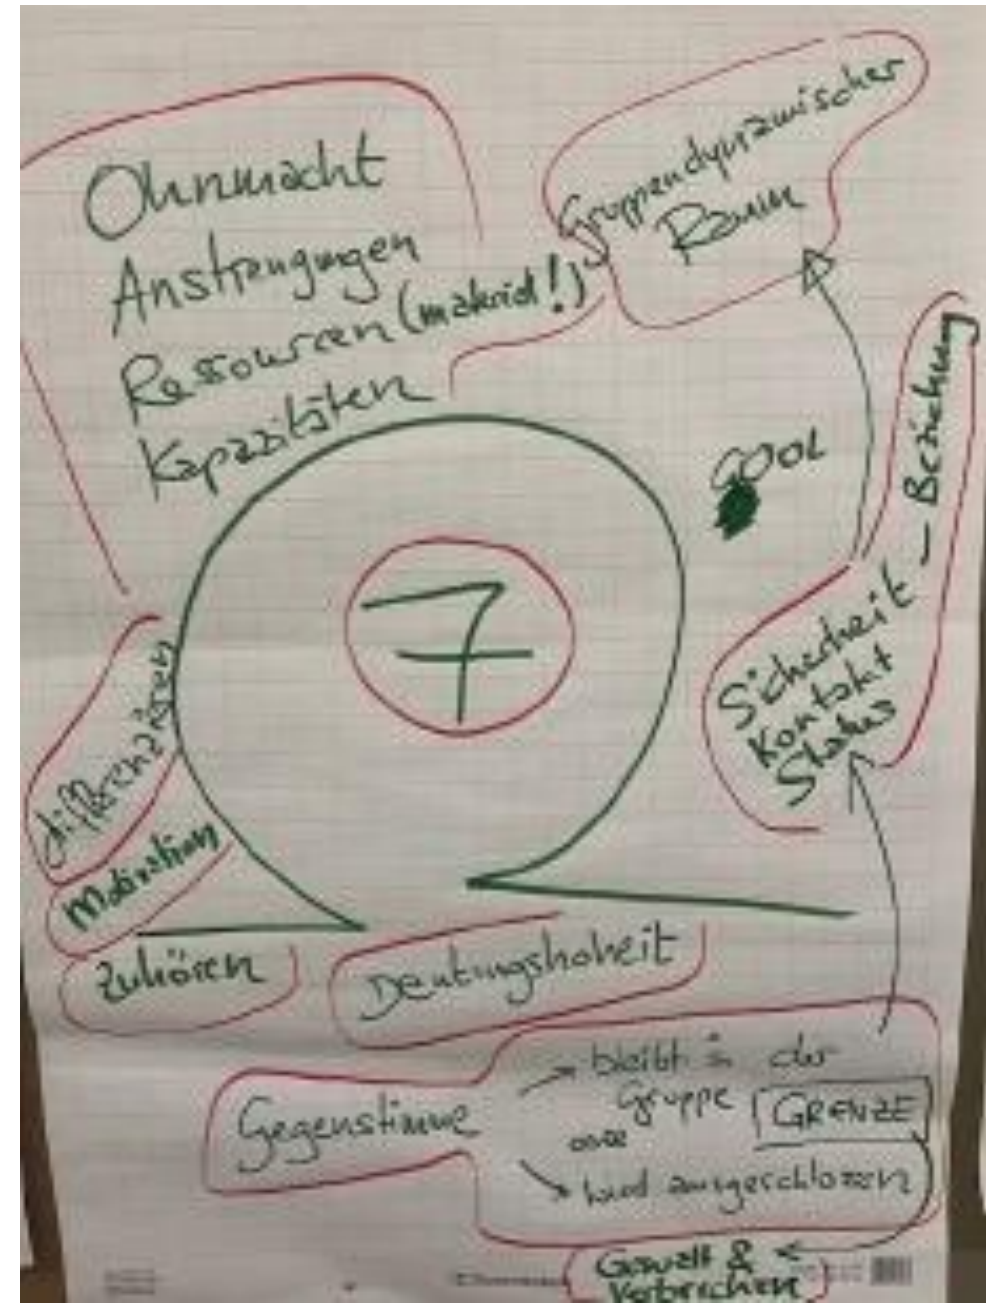 Gruppendynamischer
Raum
Ohnmacht
Anstrengungen
Ressourcen (materiell!)
Kapazitäten
COOL
Beziehung
7
Sicherheit -
Kontakt
Status
differenzieren
Motivation
Zuhören
Deutungshoheit
Gegenstimme
bleibt in der
Gruppe
GRENZE
oder
wird ausgeschlossen
Gewalt &
Verbrechen